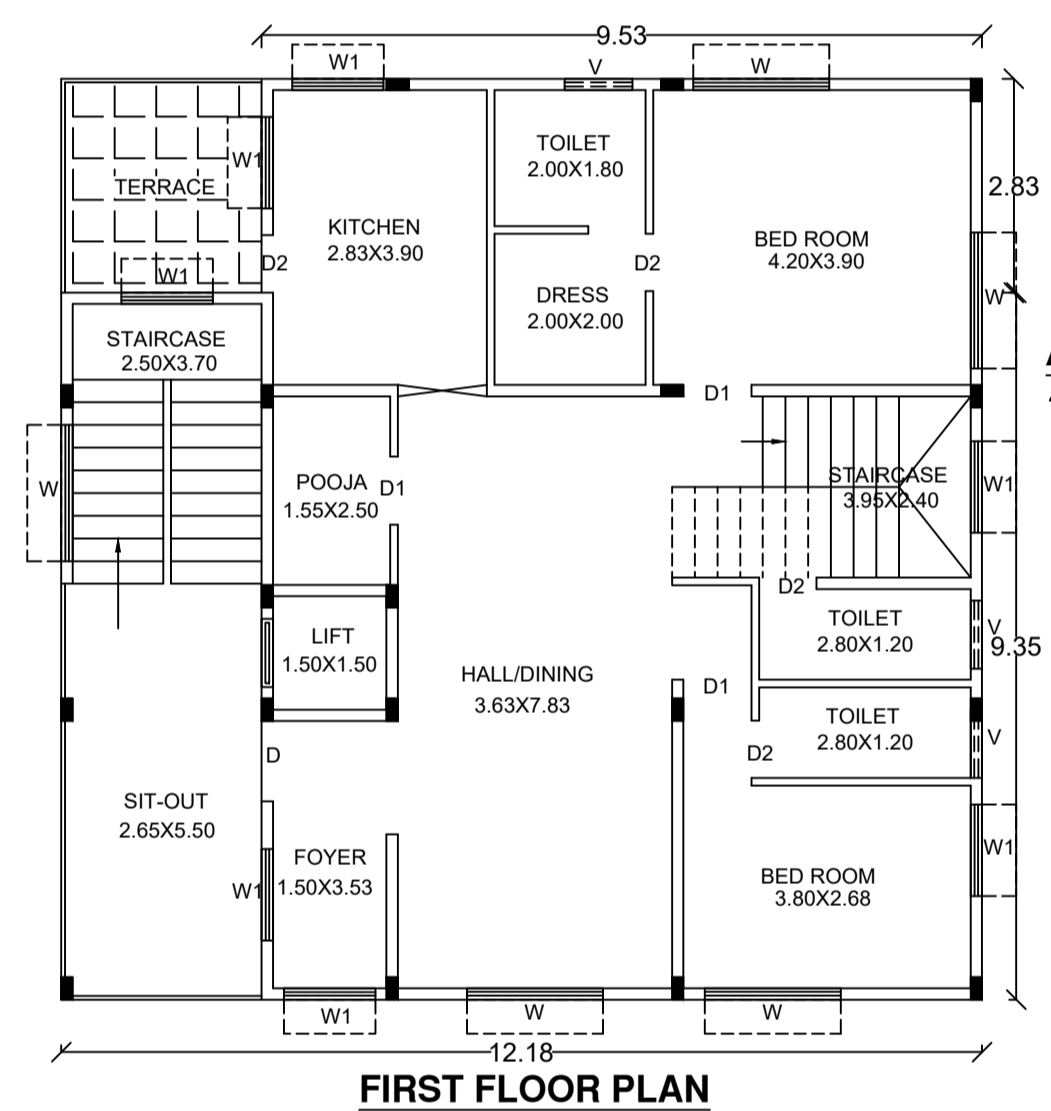 9.53
W1
V
W
TOILET
2.00X1.80
W1
TERRACE
2.83
KITCHEN
2.83X3.90
BED ROOM
4.20X3.90
D2
D2
W1
DRESS
2.00X2.00
W
STAIRCASE
2.50X3.70
D1
STAIRCASE
3.95X2.40
POOJA
1.55X2.50
D1
W
W1
D2
TOILET
2.80X1.20
V
9.35
LIFT
1.50X1.50
HALL/DINING
3.63X7.83
D1
TOILET
2.80X1.20
V
D
D2
SIT-OUT
2.65X5.50
FOYER
1.50X3.53
W1
BED ROOM
3.80X2.68
W1
W1
W
W
12.18
FIRST FLOOR PLAN